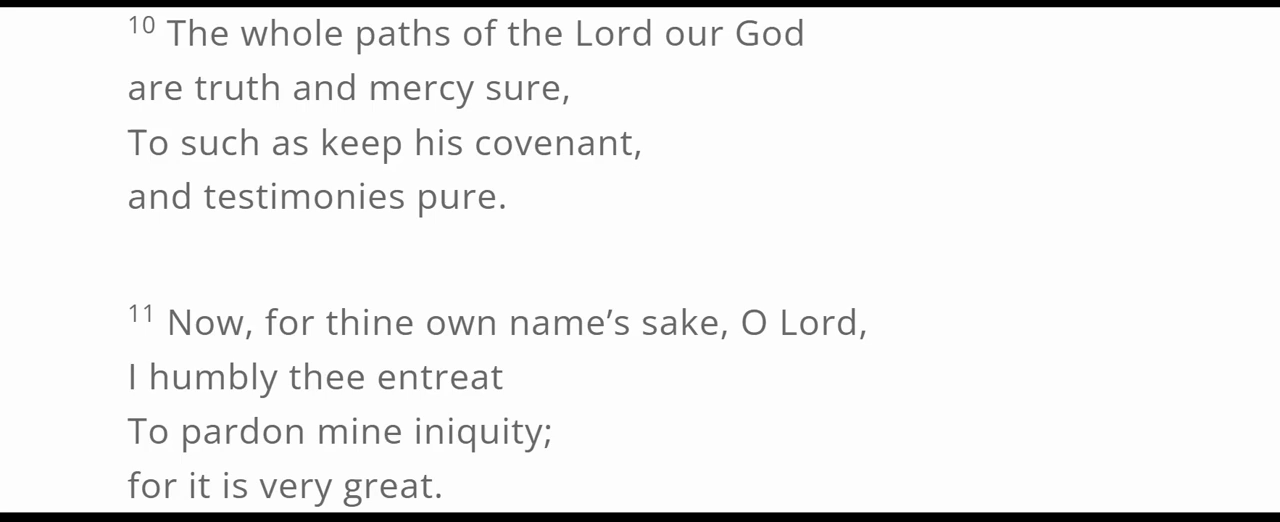 10 The whole paths of the Lord our God
are truth and mercy sure,
To such as keep his covenant,
and testimonies pure.
11 Now, for thine own name’s sake, O Lord,
I humbly thee entreat
To pardon mine iniquity;
for it is very great.